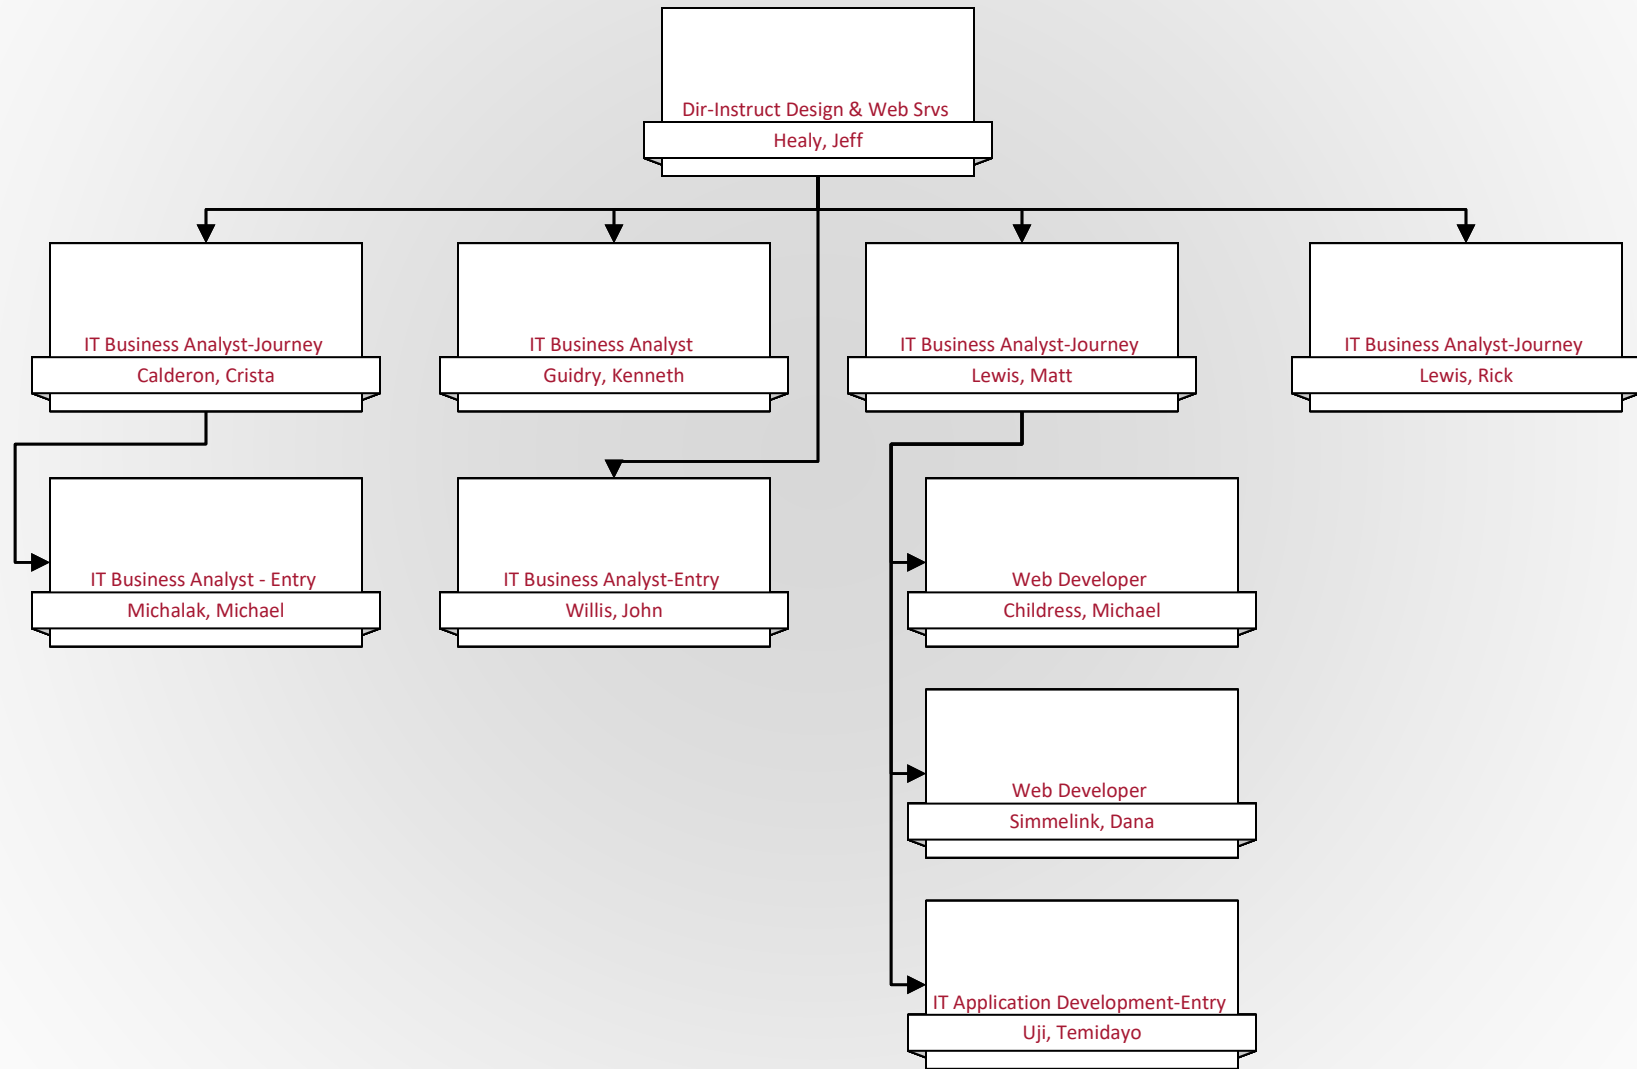 Dir-Instruct Design & Web Srvs
Healy, Jeff
IT Business Analyst-Journey
Calderon, Crista
IT Business Analyst
Guidry, Kenneth
IT Business Analyst-Journey
Lewis, Matt
IT Business Analyst-Journey
Lewis, Rick
IT Business Analyst - Entry
Michalak, Michael
IT Business Analyst-Entry
Willis, John
Web Developer
Childress, Michael
Web Developer
Simmelink, Dana
IT Application Development-Entry
Uji, Temidayo